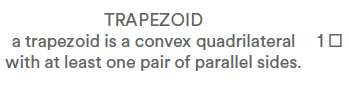 TRAPEZOID
a trapezoid is a convex quadrilateral 1 □
with at least one pair of parallel sides.